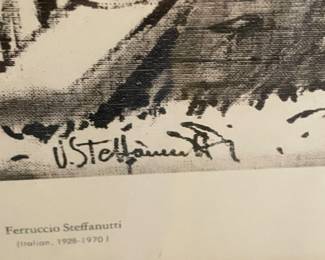 U.Steffanutti
Ferruccio Steffanutti
(Italian, 1928-1970)